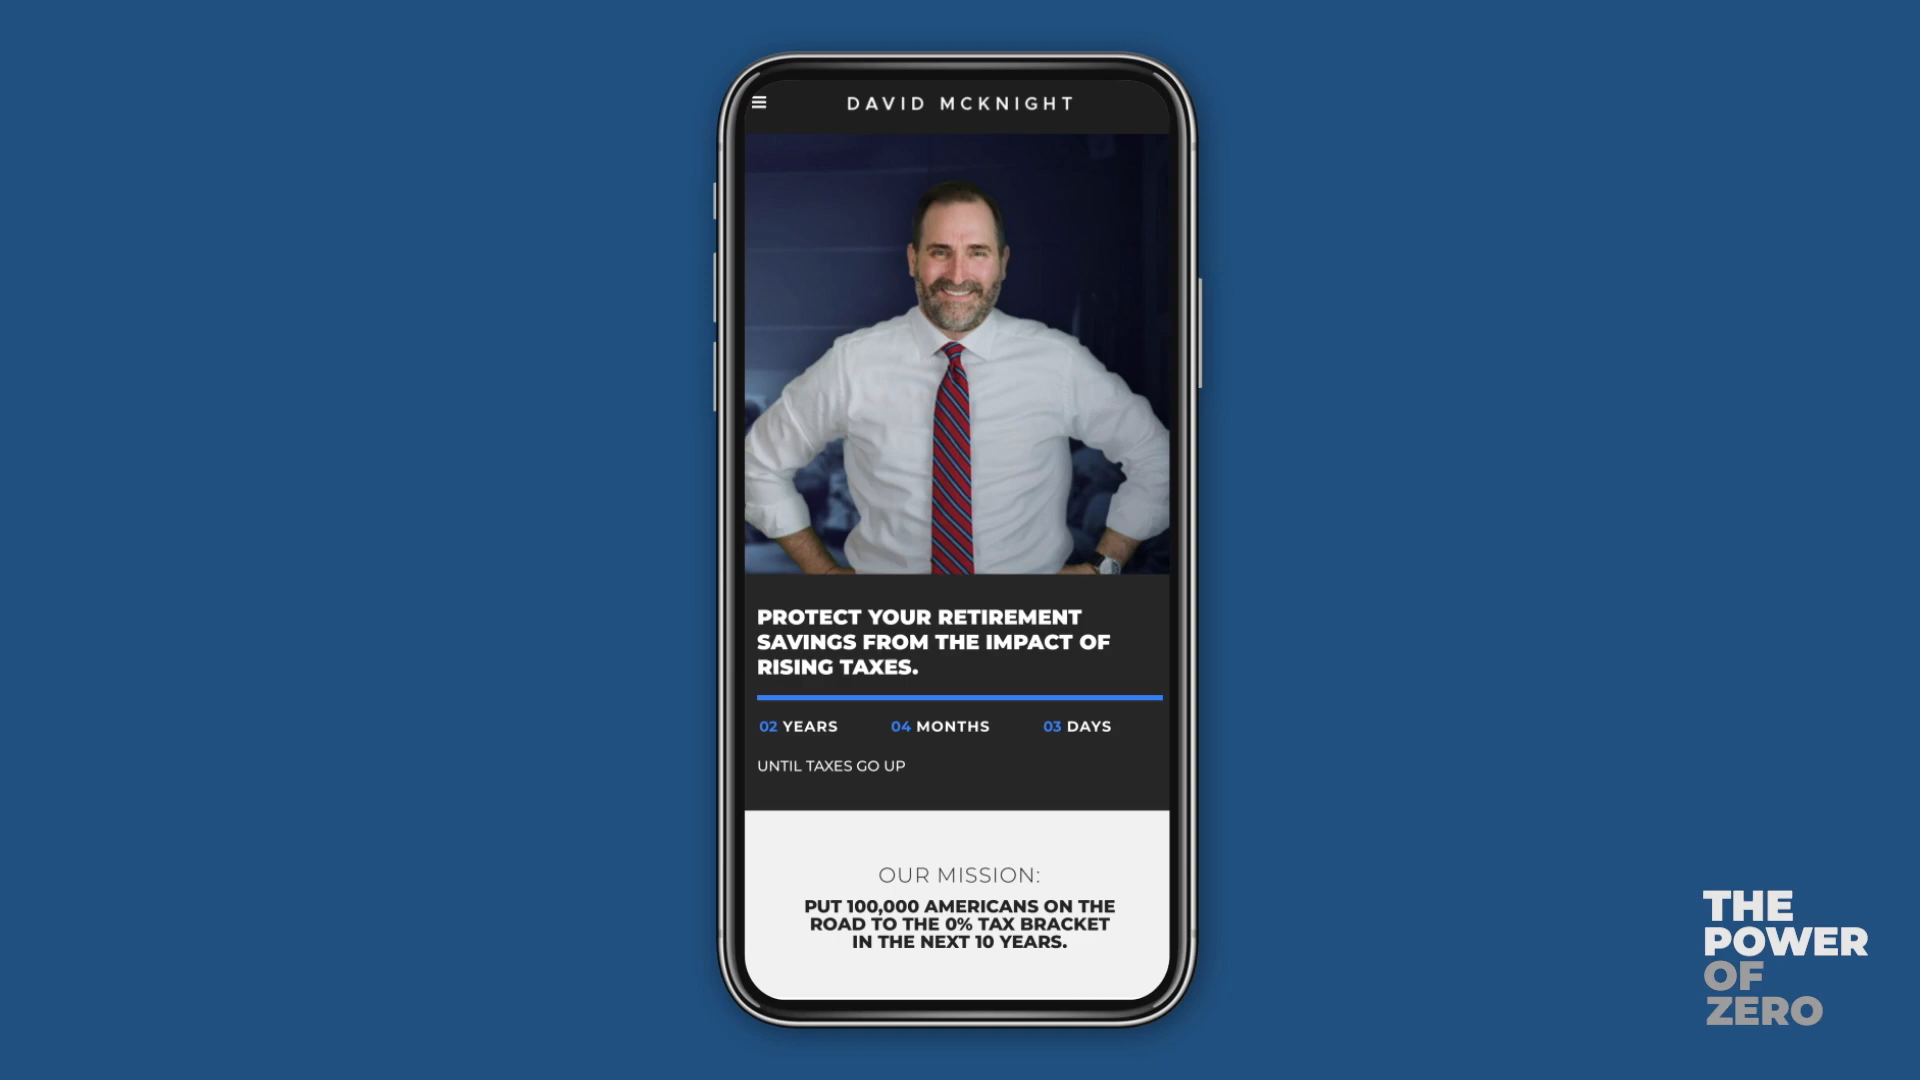 DAVID MCKNIGHT
PROTECT YOUR RETIREMENT
SAVINGS FROM THE IMPACT OF
RISING TAXES.
02 YEARS 04 MONTHS 03 DAYS
UNTIL TAXES GO UP
OUR MISSION:
PUT 100,000 AMERICANS ON THE
ROAD TO THE 0% TAX BRACKET
IN THE NEXT 10 YEARS.
THE
POWER
OF
ZERO